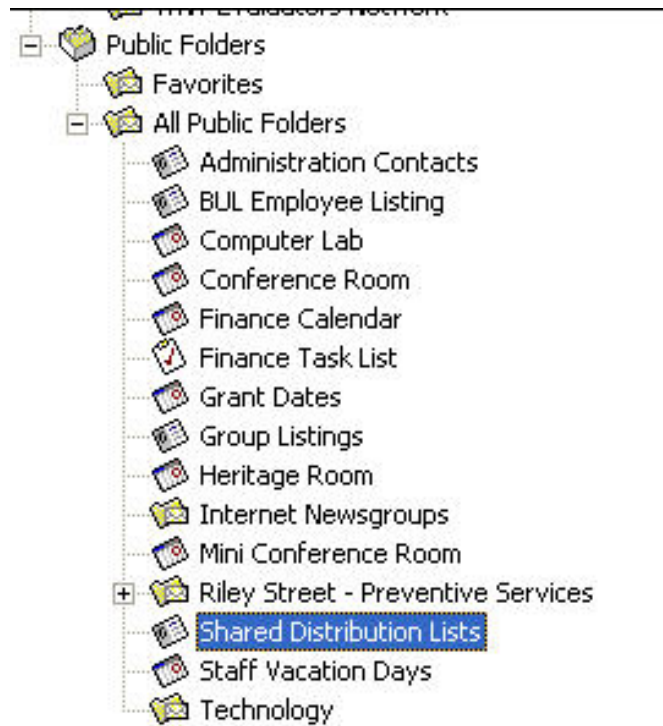 Public Folders
Favorites
All Public Folders
Administration Contacts
BUL Employee Listing
Computer Lab
Conference Room
Finance Calendar
Finance Task List
Grant Dates
Group Listings
Heritage Room
Internet Newsgroups
Mini Conference Room
Riley Street - Preventive Services
Shared Distribution Lists
Staff Vacation Days
Technology